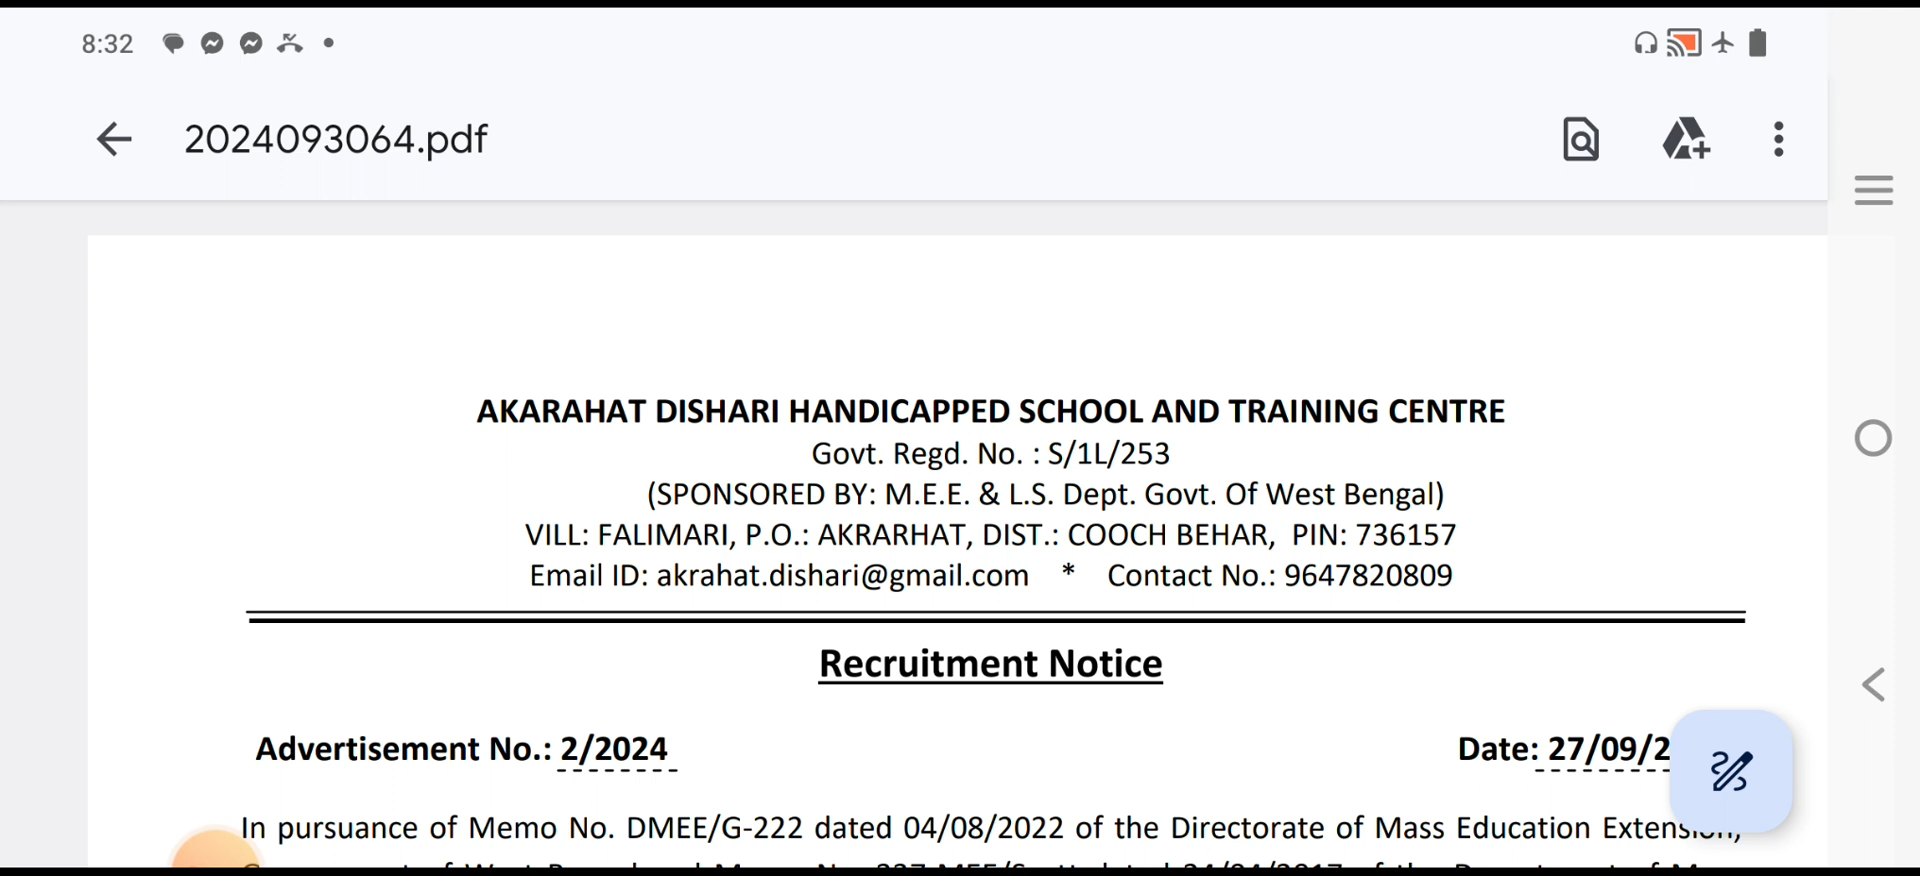 8:32
2024093064.pdf
AKARAHAT DISHARI HANDICAPPED SCHOOL AND TRAINING CENTRE
Govt. Regd. No. : S/1L/253
(SPONSORED BY: M.E.E. & L.S. Dept. Govt. Of West Bengal)
VILL: FALIMARI, P.O.: AKRARHAT, DIST.: COOCH BEHAR, PIN: 736157
Email ID: akrahat.dishari@gmail.com * Contact No.: 9647820809
Recruitment Notice
Advertisement No.: 2/2024 Date: 27/09/2
In pursuance of Memo No. DMEE/G-222 dated 04/08/2022 of the Directorate of Mass Education Extension,